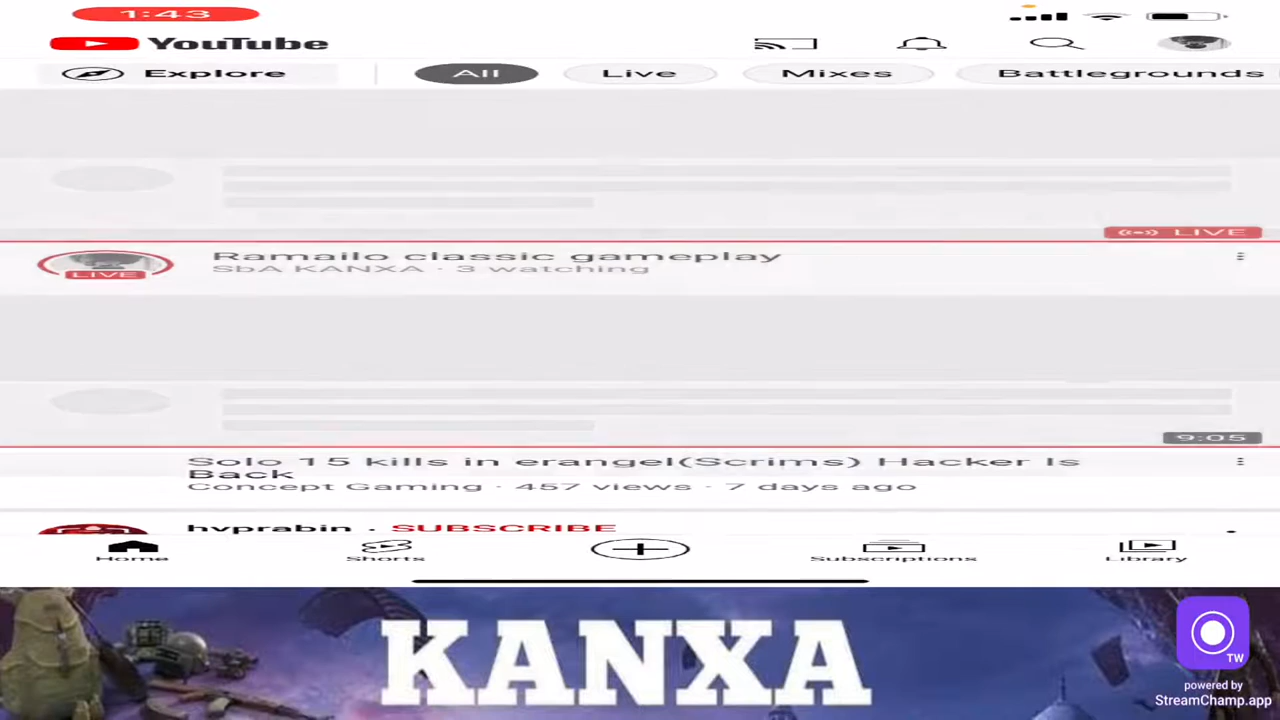 1:43
YouTube
Explore
All
Live
Mixes
Battlegrounds
LIVE
Ramailo classic gameplay
LIVE
SbA KANXA · 3 watching
9:05
Solo 15 kills in erangel(Scrims) Hacker Is
Back
Concept Gaming · 457 views · 7 days ago
hvprabin · SUBSCRIBE
Home
Shorts
Subscriptions
Library
KANXA
TW
powered by
StreamChamp.app